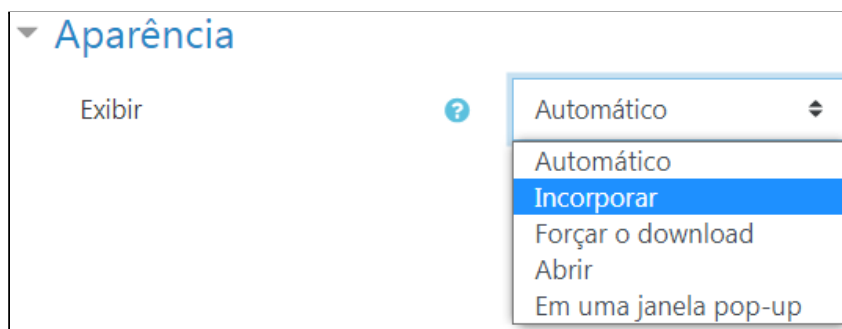 Aparência
Exibir
Automático
Automático
Incorporar
Forçar o download
Abrir
Em uma janela pop-up